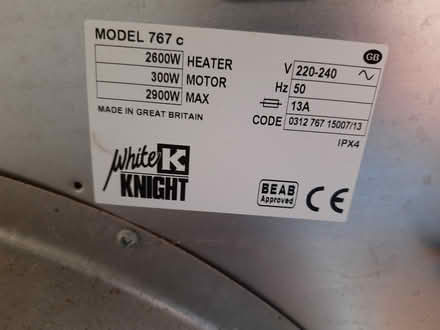 MODEL 767 c
2600W HEATER
300W MOTOR
2900W MAX
MADE IN GREAT BRITAIN
GB
V 220-240
Hz 50
13A
CODE 0312 767 15007/13
IPX4
White K
KNIGHT
BEAB
Approved
CE